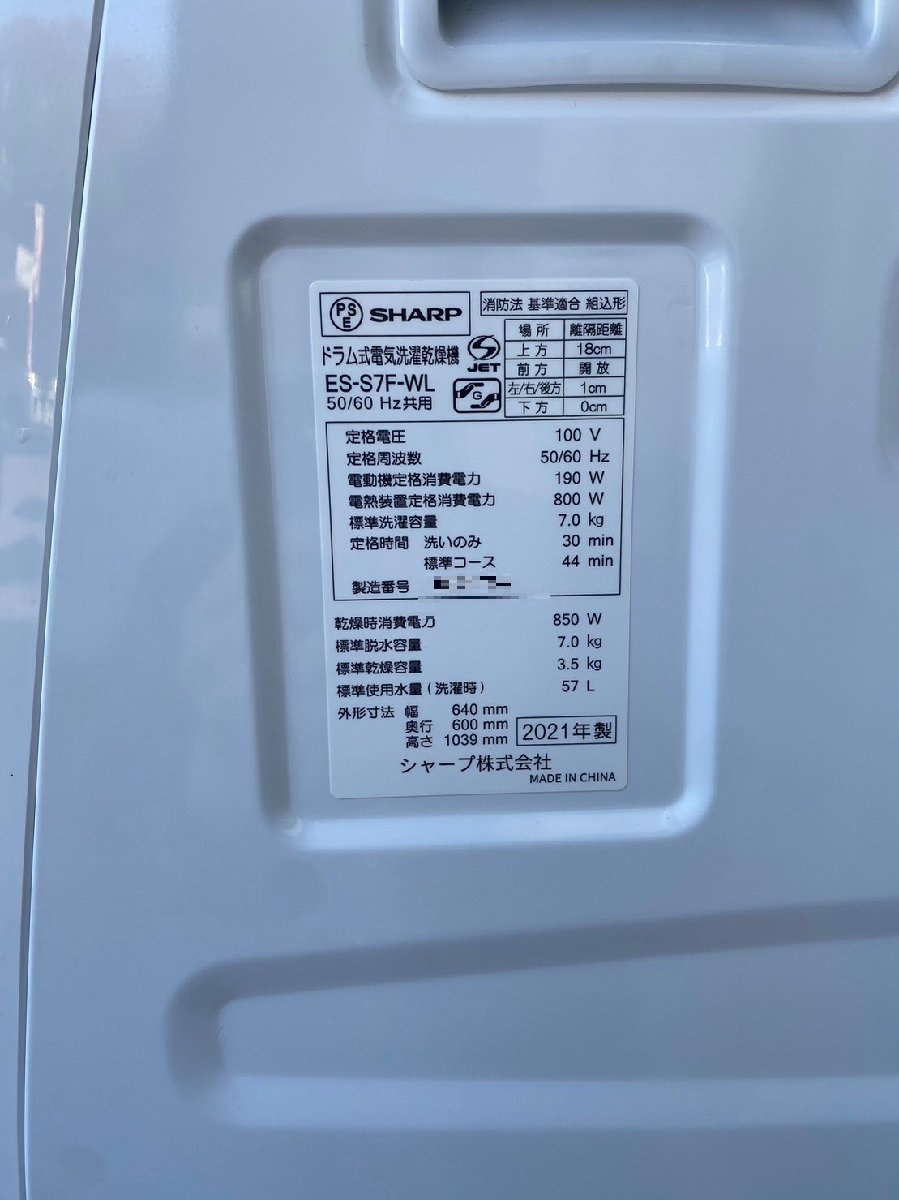 PSE SHARP
消防法 基準適合 組込形
ドラム式電気洗濯乾燥機
JET
ES-S7F-WL
50/60 Hz共用
G
場所 離隔距離
上方 18cm
前方 開放
左/右/後方 1cm
下方 0cm
定格電圧 100 V
定格周波数 50/60 Hz
電動機定格消費電力 190 W
電熱装置定格消費電力 800 W
標準洗濯容量 7.0 kg
定格時間 洗いのみ 30 min
標準コース 44 min
製造番号
乾燥時消費電力 850 W
標準脱水容量 7.0 kg
標準乾燥容量 3.5 kg
標準使用水量(洗濯時) 57 L
外形寸法 幅 640 mm
奥行 600 mm
高さ 1039 mm
2021年製
シャープ株式会社
MADE IN CHINA